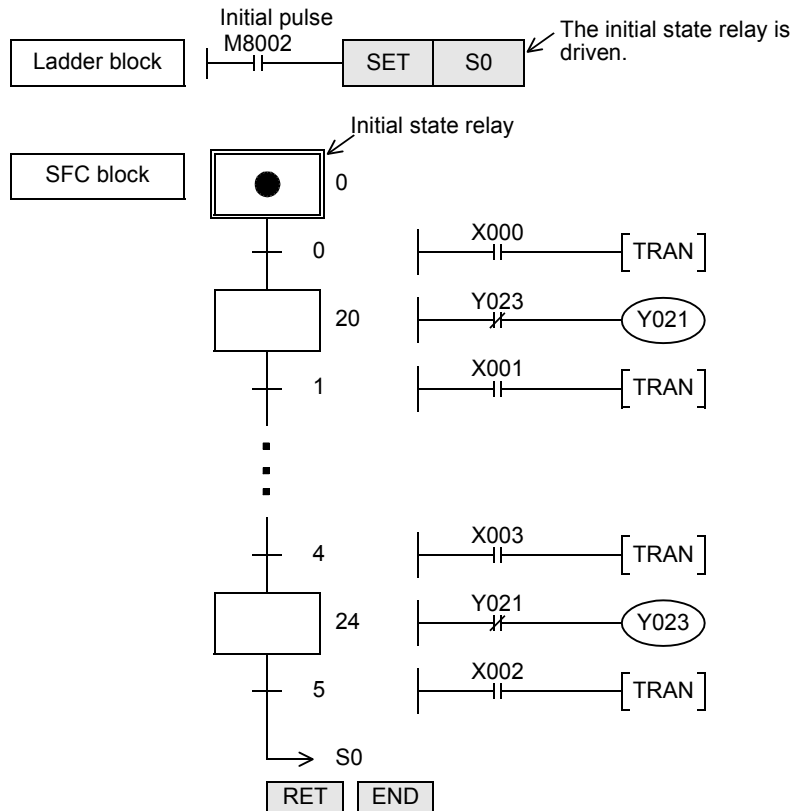 Initial pulse
M8002
The initial state relay is
driven.
Ladder block
SET S0
Initial state relay
SFC block
0
0
X000
TRAN
20
Y023
Y021
1
X001
TRAN
4
X003
TRAN
24
Y021
Y023
5
X002
TRAN
S0
RET END